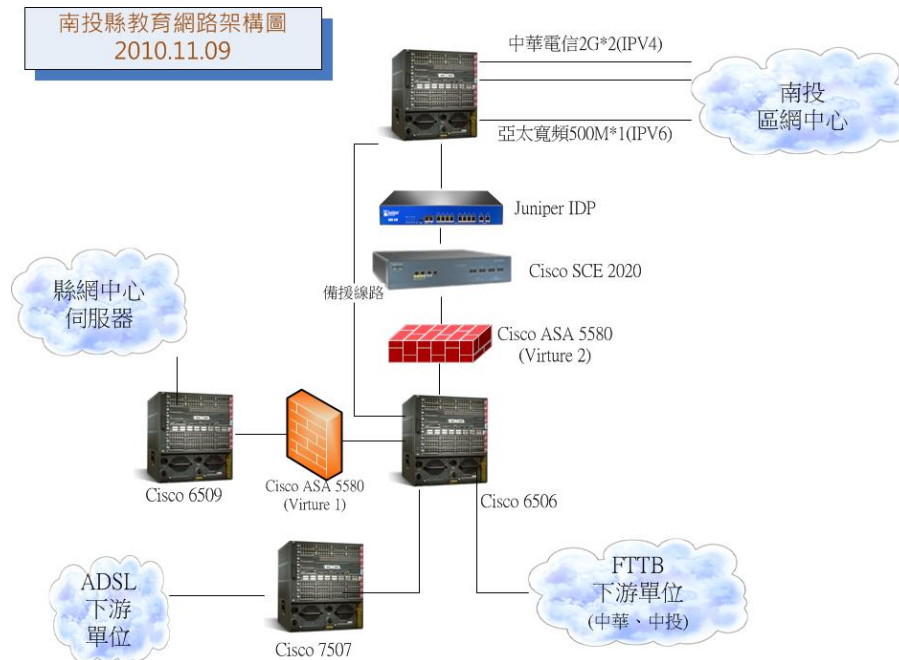 南投縣教育網路架構圖
2010.11.09
中華電信2G*2(IPV4)
南投
區網中心
亞太寬頻500M*1(IPV6)
Juniper IDP
Cisco SCE 2020
縣網中心
伺服器
備援線路
Cisco ASA 5580
(Virture 2)
Cisco 6509
Cisco ASA 5580
(Virture 1)
Cisco 6506
ADSL
下游
單位
Cisco 7507
FTTB
下游單位
(中華、中投)